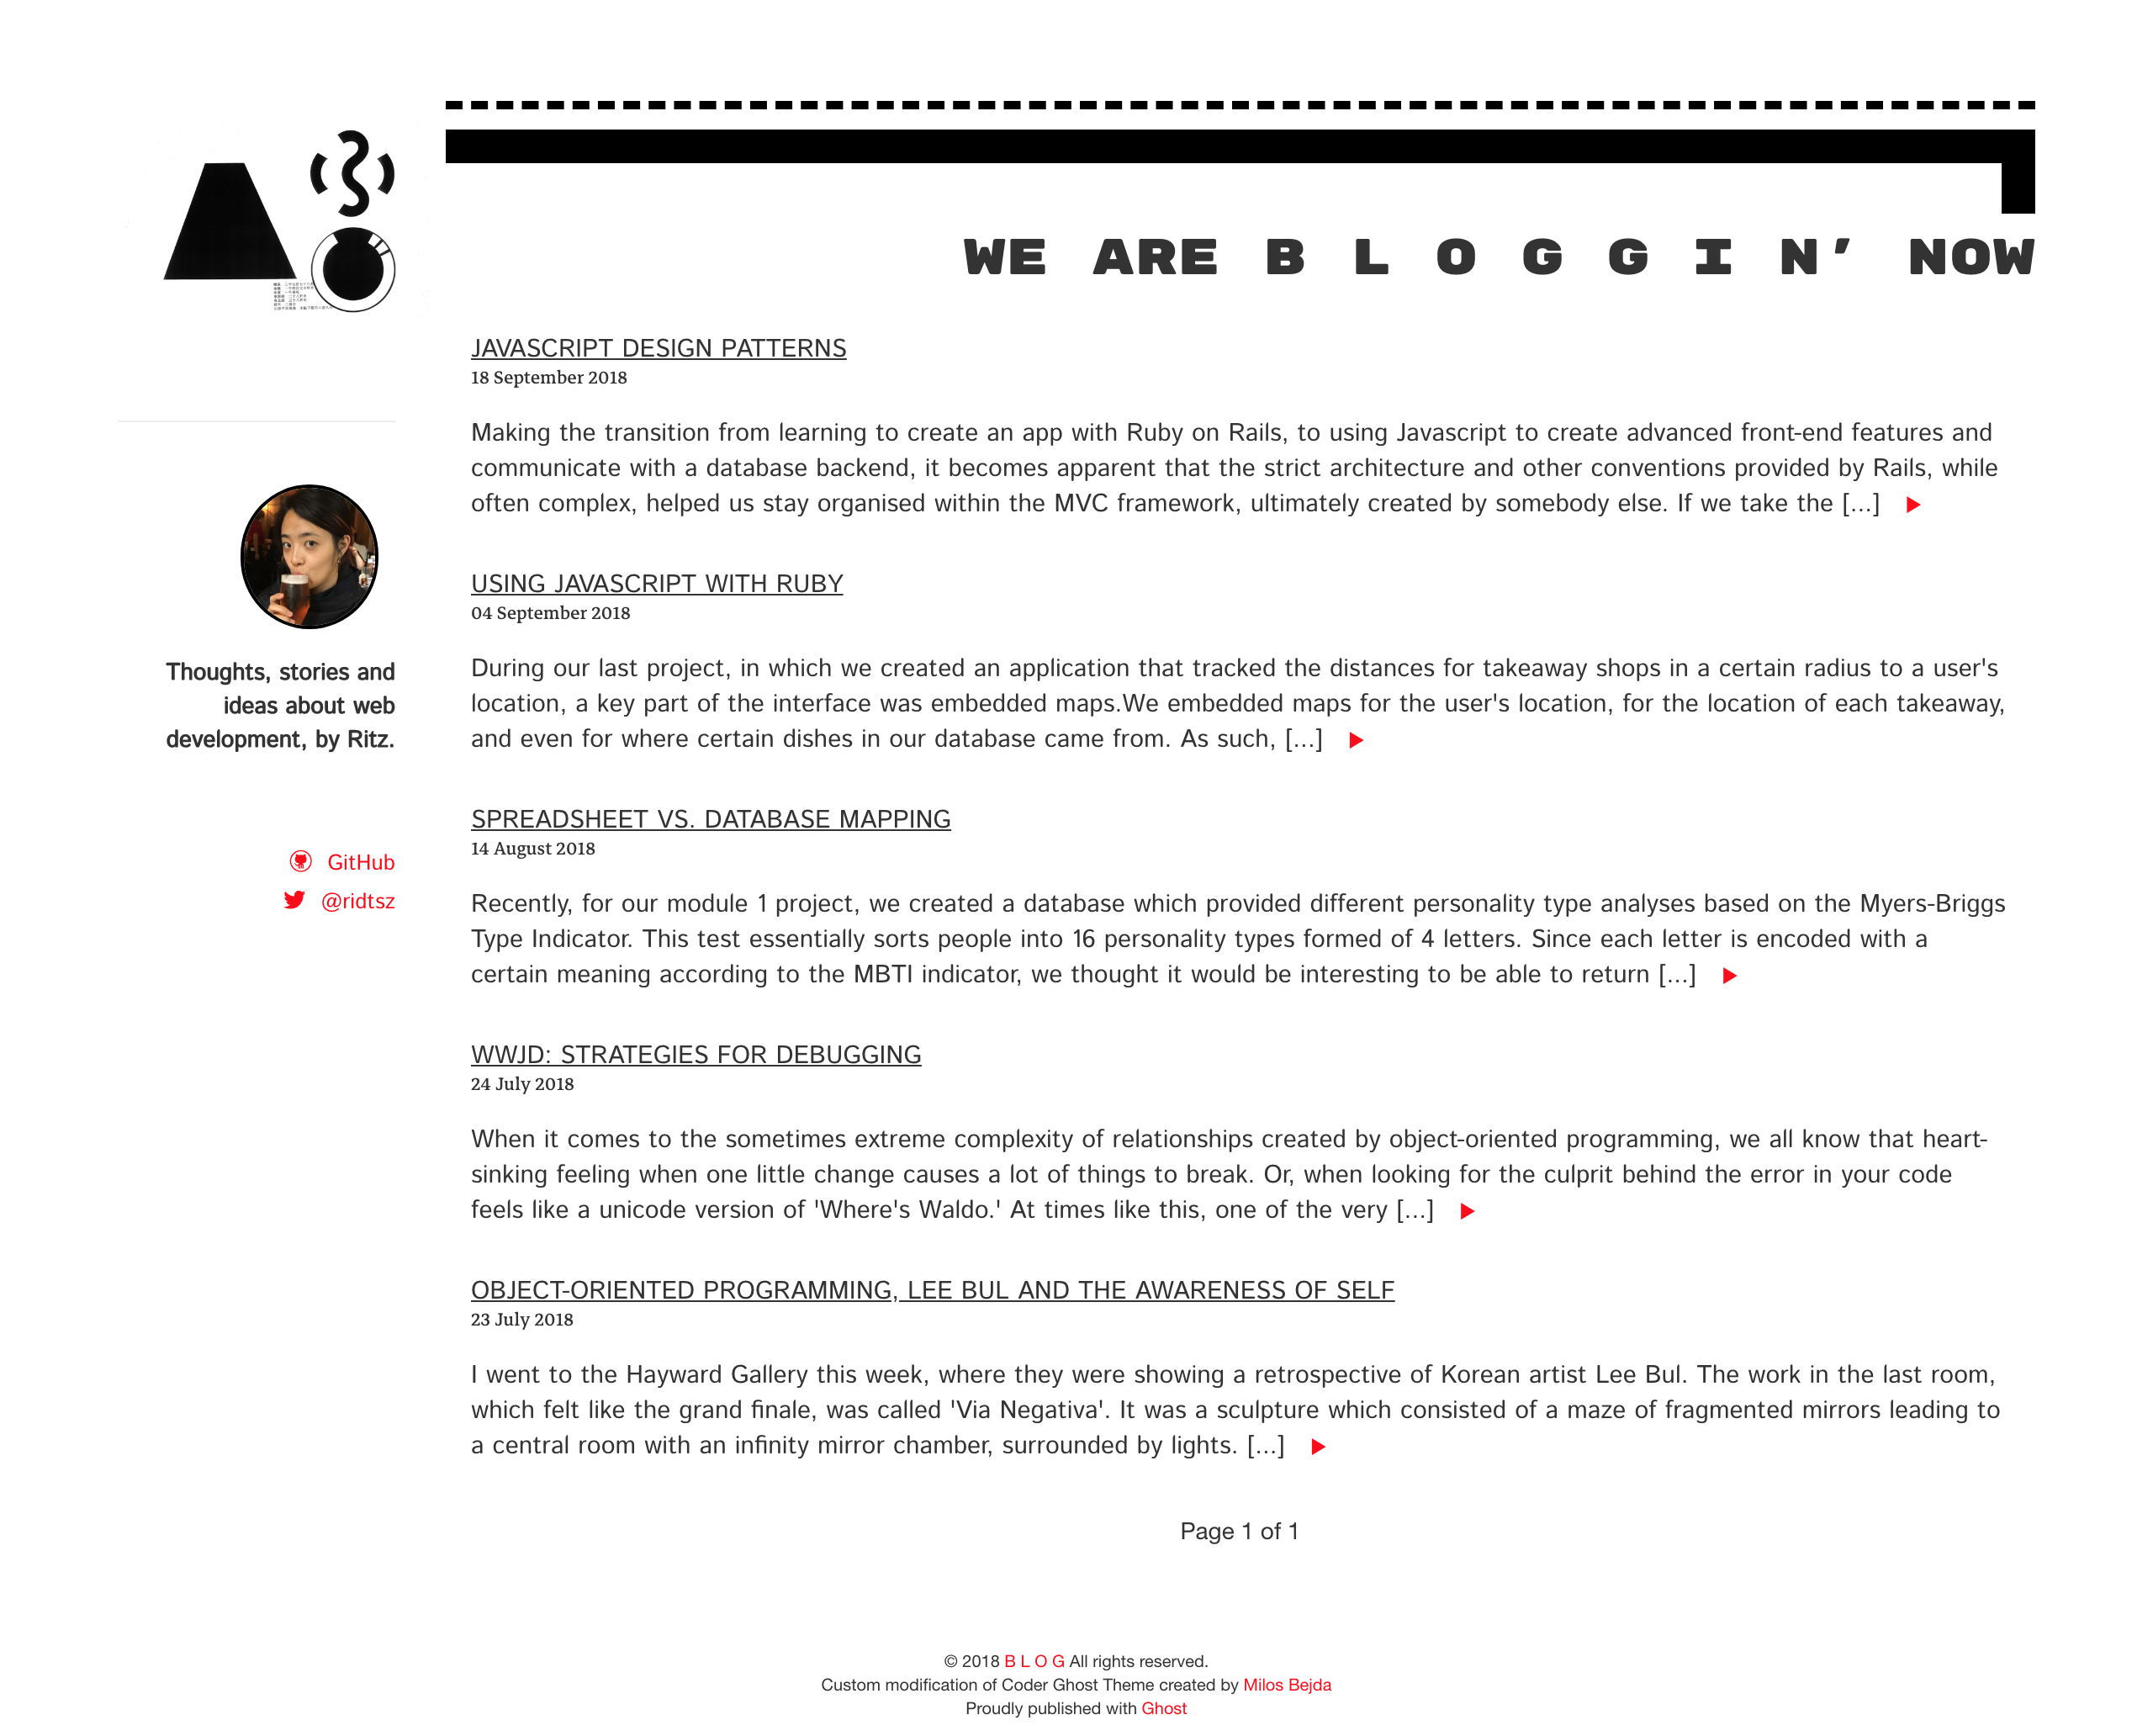 WE ARE B L O G G I N’ NOW
Thoughts, stories and
ideas about web
development, by Ritz.
GitHub
@ridtsz
JAVASCRIPT DESIGN PATTERNS
18 September 2018
Making the transition from learning to create an app with Ruby on Rails, to using Javascript to create advanced front-end features and
communicate with a database backend, it becomes apparent that the strict architecture and other conventions provided by Rails, while
often complex, helped us stay organised within the MVC framework, ultimately created by somebody else. If we take the [...]
USING JAVASCRIPT WITH RUBY
04 September 2018
During our last project, in which we created an application that tracked the distances for takeaway shops in a certain radius to a user's
location, a key part of the interface was embedded maps.We embedded maps for the user's location, for the location of each takeaway,
and even for where certain dishes in our database came from. As such, [...]
SPREADSHEET VS. DATABASE MAPPING
14 August 2018
Recently, for our module 1 project, we created a database which provided different personality type analyses based on the Myers-Briggs
Type Indicator. This test essentially sorts people into 16 personality types formed of 4 letters. Since each letter is encoded with a
certain meaning according to the MBTI indicator, we thought it would be interesting to be able to return [...]
WWJD: STRATEGIES FOR DEBUGGING
24 July 2018
When it comes to the sometimes extreme complexity of relationships created by object-oriented programming, we all know that heart-
sinking feeling when one little change causes a lot of things to break. Or, when looking for the culprit behind the error in your code
feels like a unicode version of 'Where's Waldo.' At times like this, one of the very [...]
OBJECT-ORIENTED PROGRAMMING, LEE BUL AND THE AWARENESS OF SELF
23 July 2018
I went to the Hayward Gallery this week, where they were showing a retrospective of Korean artist Lee Bul. The work in the last room,
which felt like the grand finale, was called 'Via Negativa'. It was a sculpture which consisted of a maze of fragmented mirrors leading to
a central room with an infinity mirror chamber, surrounded by lights. [...]
Page 1 of 1
© 2018 B L O G All rights reserved.
Custom modification of Coder Ghost Theme created by Milos Bejda
Proudly published with Ghost